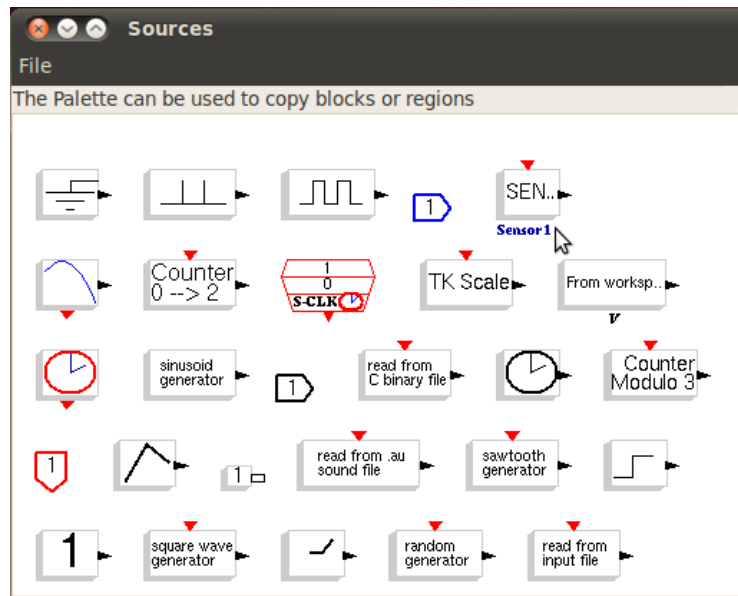 Sources
File
The Palette can be used to copy blocks or regions
1
SEN..
Sensor1
Counter
0 --> 2
1
0
S-CLK
TK Scale
From worksp..
V
sinusoid
generator
1
read from
C binary file
Counter
Modulo 3
1
1
read from .au
sound file
sawtooth
generator
1
square wave
generator
random
generator
read from
input file